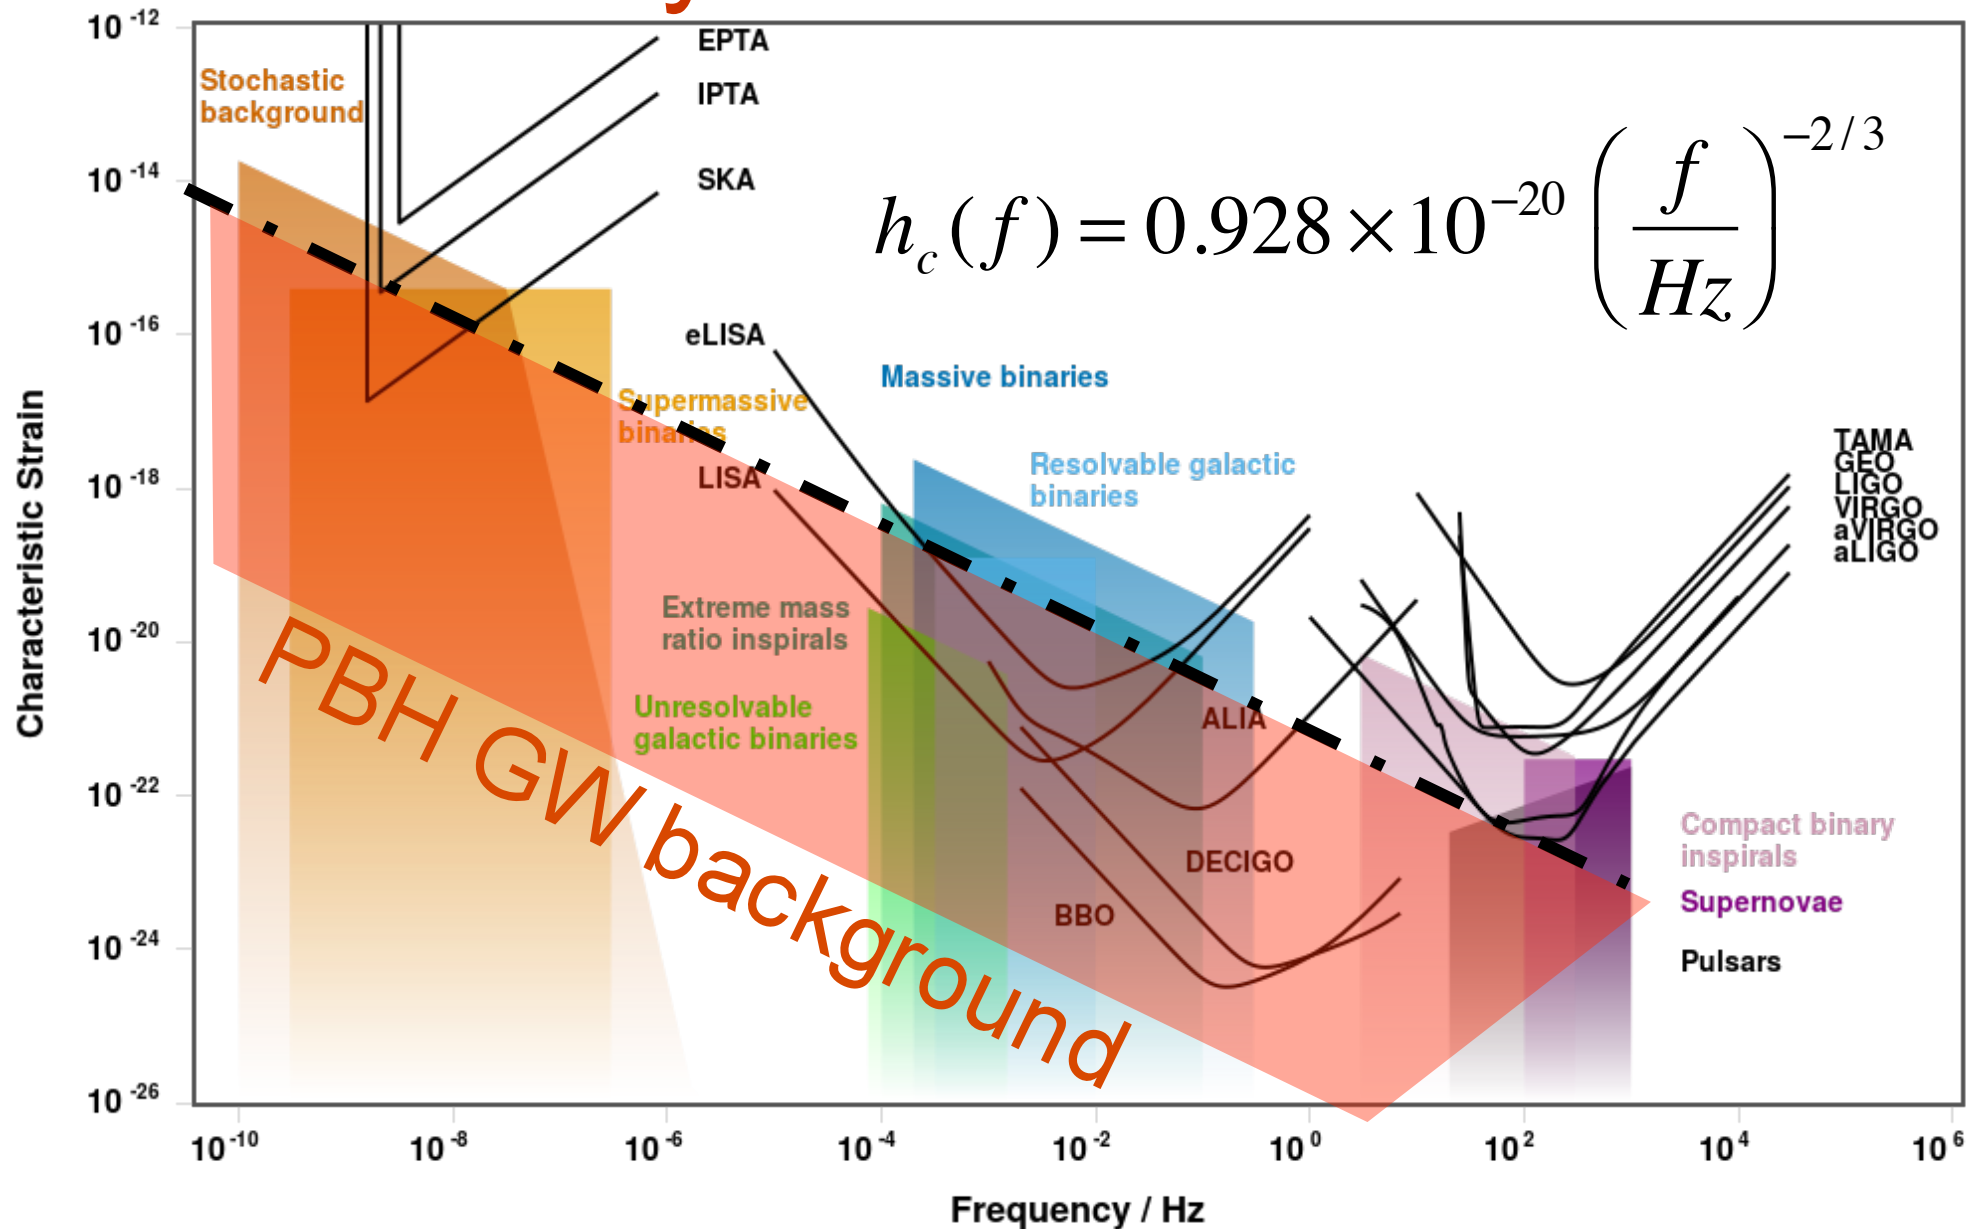 10 -12
10 -14
10 -16
10 -18
10 -20
10 -22
10 -24
10 -26
Characteristic Strain
Stochastic
background
EPTA
IPTA
SKA
h_c(f) = 0.928 × 10^{−20} (f/Hz)^{−2/3}
eLISA
Massive binaries
Supermassive
binaries
Resolvable galactic
binaries
LISA
TAMA
GEO
LIGO
VIRGO
aVIRGO
aLIGO
Extreme mass
ratio inspirals
Unresolvable
galactic binaries
ALIA
DECIGO
BBO
PBH GW background
Compact binary
inspirals
Supernovae
Pulsars
10 -10
10 -8
10 -6
10 -4
10 -2
10 0
10 2
10 4
10 6
Frequency / Hz